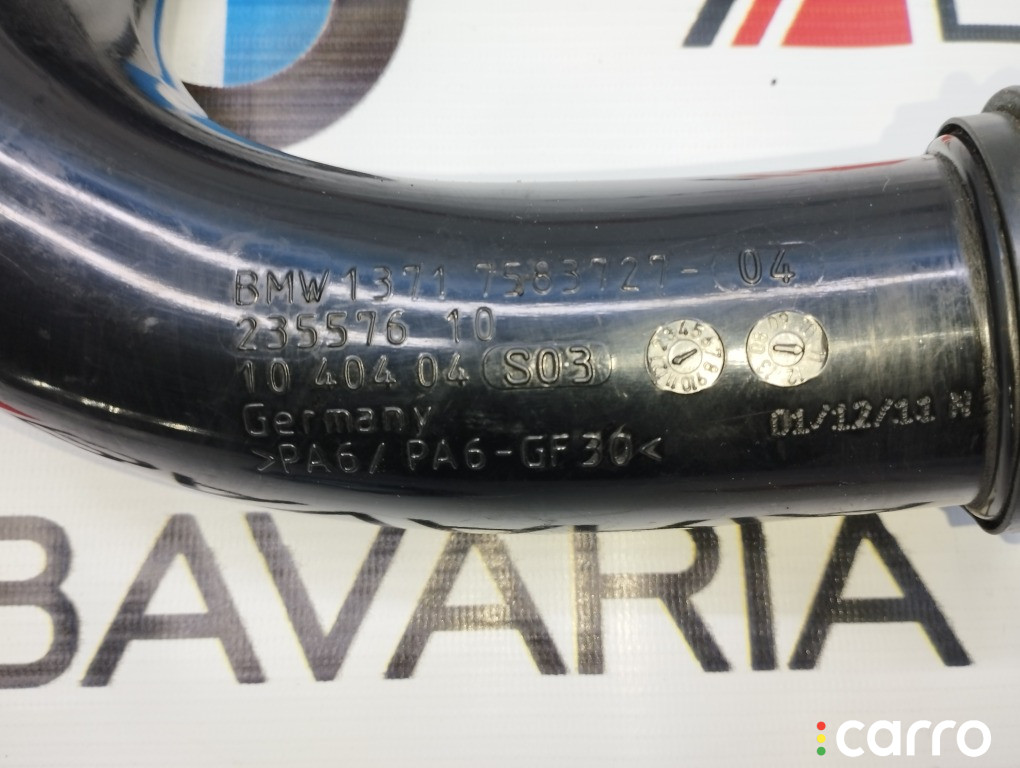 BMW 1371 7583727-04
235576 10
10 404 04 S03
Germany
>PA6/ PA6-GF30<
01/12/11 N
BAVARIA
carro